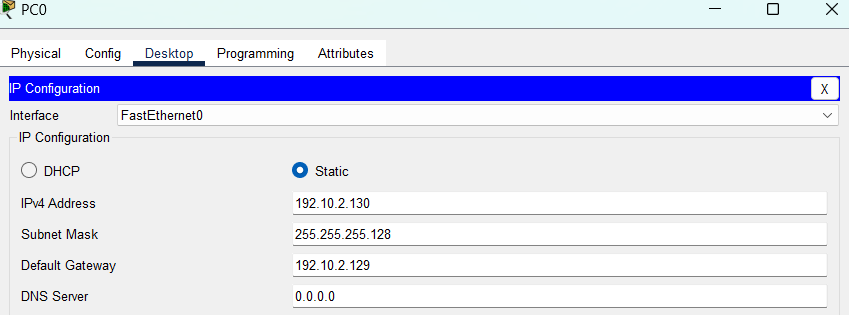 PC0
Physical Config Desktop Programming Attributes
IP Configuration X
Interface FastEthernet0
IP Configuration
DHCP Static
IPv4 Address 192.10.2.130
Subnet Mask 255.255.255.128
Default Gateway 192.10.2.129
DNS Server 0.0.0.0